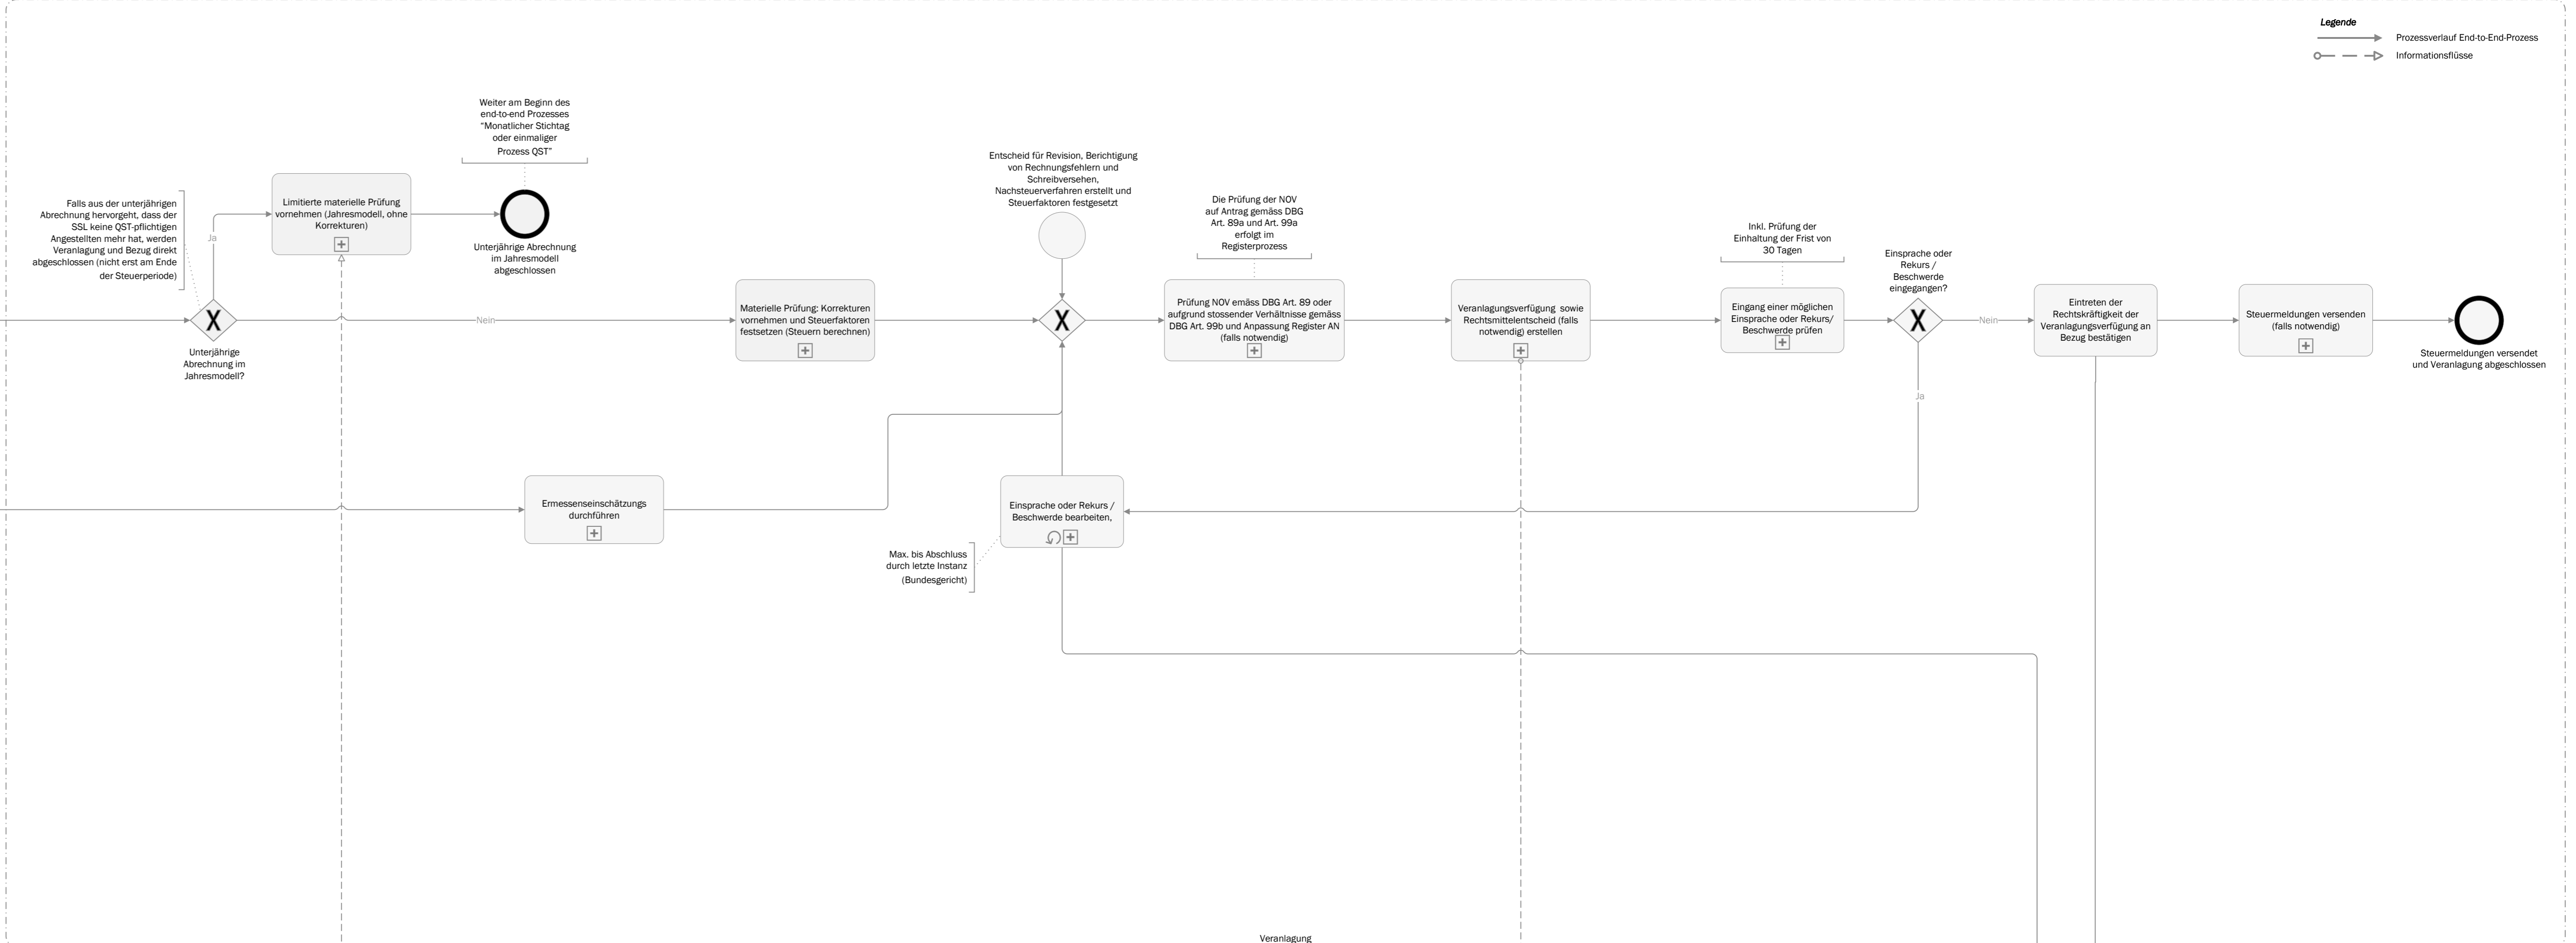 Legende
Prozessverlauf End-to-End-Prozess
Informationsflüsse
Weiter am Beginn des
end-to-end Prozesses
“Monatlicher Stichtag
oder einmaliger
Prozess QST”
Falls aus der unterjährigen
Abrechnung hervorgeht, dass der
SSL keine QST-pflichtigen
Angestellten mehr hat, werden
Veranlagung und Bezug direkt
abgeschlossen (nicht erst am Ende
der Steuerperiode)
Ja
Limitierte materielle Prüfung
vornehmen (Jahresmodell, ohne
Korrekturen)
Unterjährige Abrechnung
im Jahresmodell
abgeschlossen
X
Unterjährige
Abrechnung im
Jahresmodell?
Nein
Materielle Prüfung: Korrekturen
vornehmen und Steuerfaktoren
festsetzen (Steuern berechnen)
Entscheid für Revision, Berichtigung
von Rechnungsfehlern und
Schreibversehen,
Nachsteuerverfahren erstellt und
Steuerfaktoren festgesetzt
X
Die Prüfung der NOV
auf Antrag gemäss DBG
Art. 89a und Art. 99a
erfolgt im
Registerprozess
Prüfung NOV emäss DBG Art. 89 oder
aufgrund stossender Verhältnisse gemäss
DBG Art. 99b und Anpassung Register AN
(falls notwendig)
Veranlagungsverfügung sowie
Rechtsmittelentscheid (falls
notwendig) erstellen
Inkl. Prüfung der
Einhaltung der Frist von
30 Tagen
Eingang einer möglichen
Einsprache oder Rekurs/
Beschwerde prüfen
Einsprache oder
Rekurs /
Beschwerde
eingegangen?
X
Nein
Ja
Eintreten der
Rechtskräftigkeit der
Veranlagungsverfügung an
Bezug bestätigen
Steuermeldungen versenden
(falls notwendig)
Steuermeldungen versendet
und Veranlagung abgeschlossen
Ermessenseinschätzungs
durchführen
Einsprache oder Rekurs /
Beschwerde bearbeiten,
Max. bis Abschluss
durch letzte Instanz
(Bundesgericht)
Veranlagung